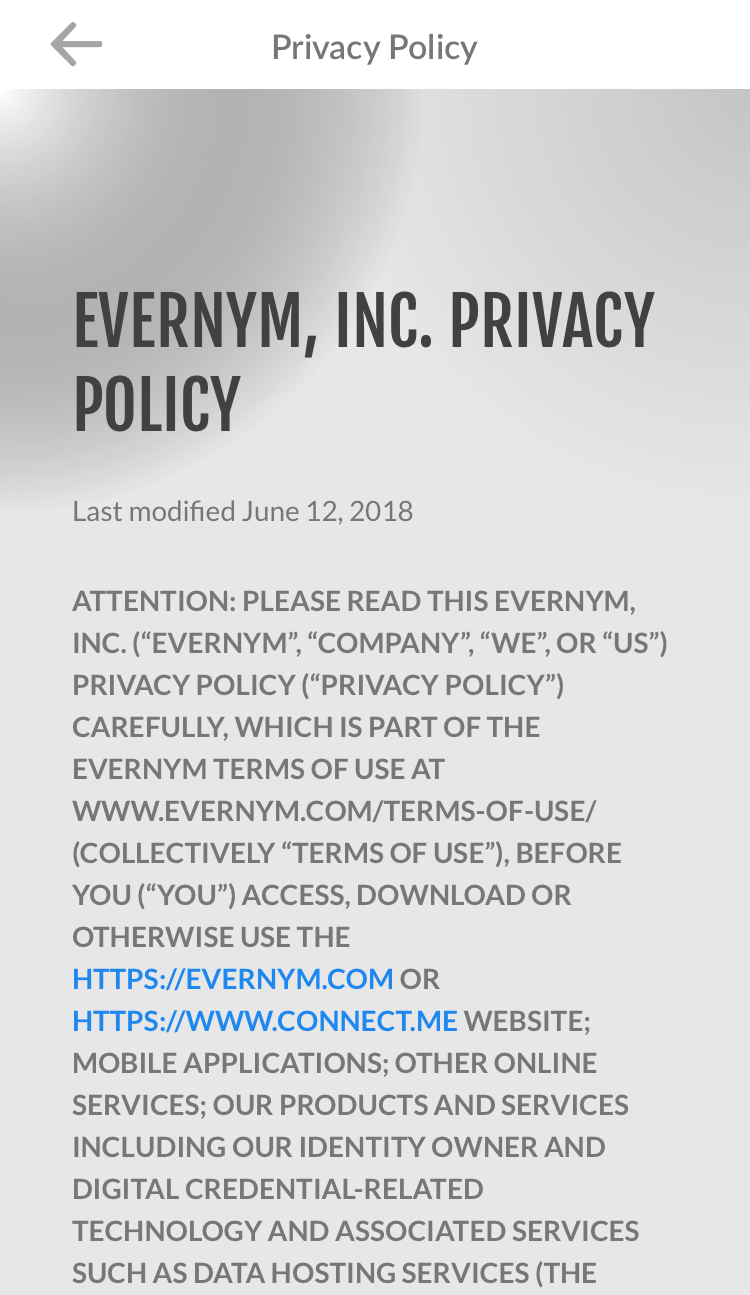 Privacy Policy
EVERNYM, INC. PRIVACY
POLICY
Last modified June 12, 2018
ATTENTION: PLEASE READ THIS EVERNYM,
INC. (“EVERNYM”, “COMPANY”, “WE”, OR “US”)
PRIVACY POLICY (“PRIVACY POLICY”)
CAREFULLY, WHICH IS PART OF THE
EVERNYM TERMS OF USE AT
WWW.EVERNYM.COM/TERMS-OF-USE/
(COLLECTIVELY “TERMS OF USE”), BEFORE
YOU (“YOU”) ACCESS, DOWNLOAD OR
OTHERWISE USE THE
HTTPS://EVERNYM.COM OR
HTTPS://WWW.CONNECT.ME WEBSITE;
MOBILE APPLICATIONS; OTHER ONLINE
SERVICES; OUR PRODUCTS AND SERVICES
INCLUDING OUR IDENTITY OWNER AND
DIGITAL CREDENTIAL-RELATED
TECHNOLOGY AND ASSOCIATED SERVICES
SUCH AS DATA HOSTING SERVICES (THE